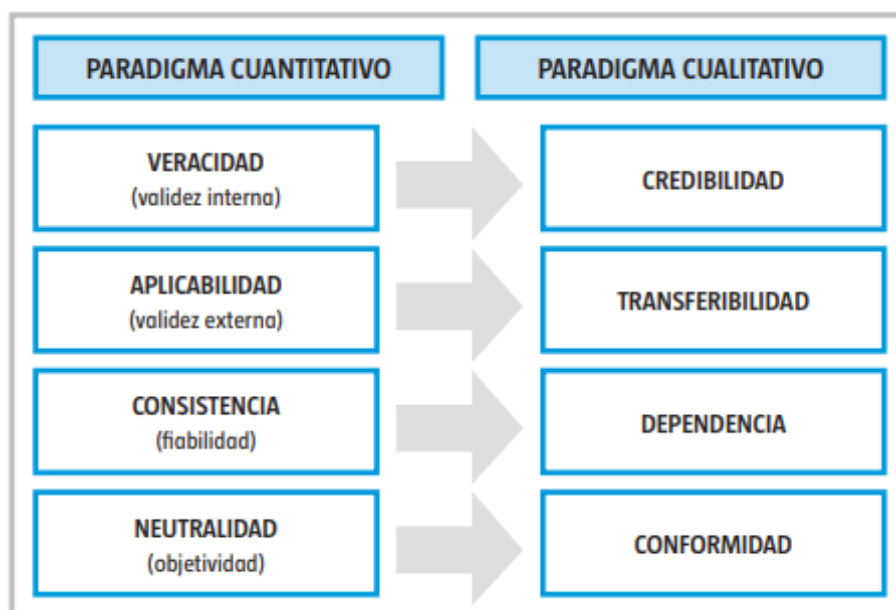 PARADIGMA CUANTITATIVO
PARADIGMA CUALITATIVO
VERACIDAD
(validez interna)
CREDIBILIDAD
APLICABILIDAD
(validez externa)
TRANSFERIBILIDAD
CONSISTENCIA
(fiabilidad)
DEPENDENCIA
NEUTRALIDAD
(objetividad)
CONFORMIDAD